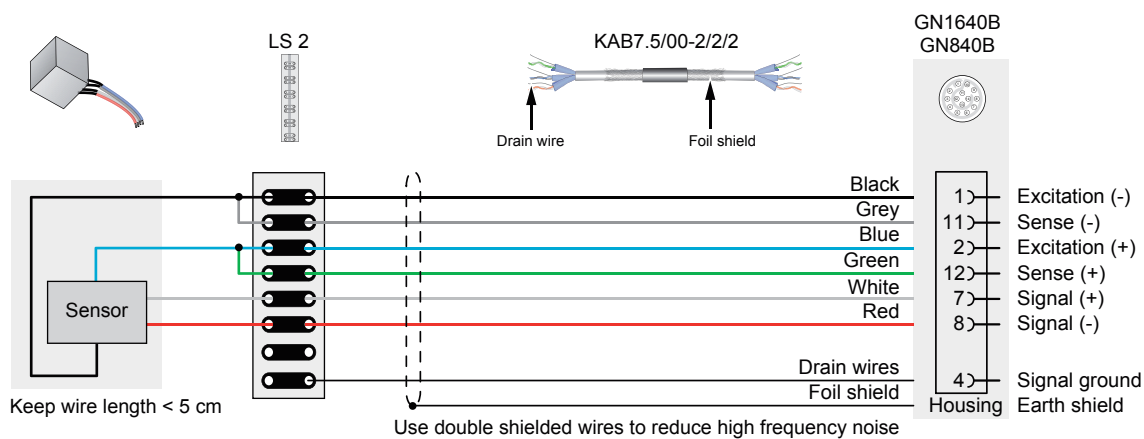 GN1640B
GN840B
LS 2
KAB7.5/00-2/2/2
Drain wire
Foil shield
Black
1
Excitation (-)
Grey
11
Sense (-)
Blue
2
Excitation (+)
Green
12
Sense (+)
White
7
Signal (+)
Sensor
Red
8
Signal (-)
Drain wires
4
Signal ground
Foil shield
Housing
Earth shield
Keep wire length < 5 cm
Use double shielded wires to reduce high frequency noise